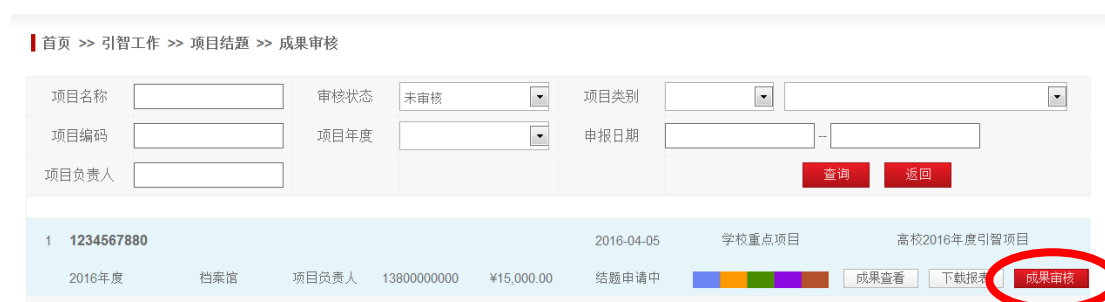 首页 >> 引智工作 >> 项目结题 >> 成果审核
项目名称 审核状态 未审核 项目类别
项目编码 项目年度 申报日期 --
项目负责人 查询 返回
1 1234567880 2016-04-05 学校重点项目 高校2016年度引智项目
2016年度 档案馆 项目负责人 13800000000 ¥15,000.00 结题申请中 成果查看 下载报表 成果审核